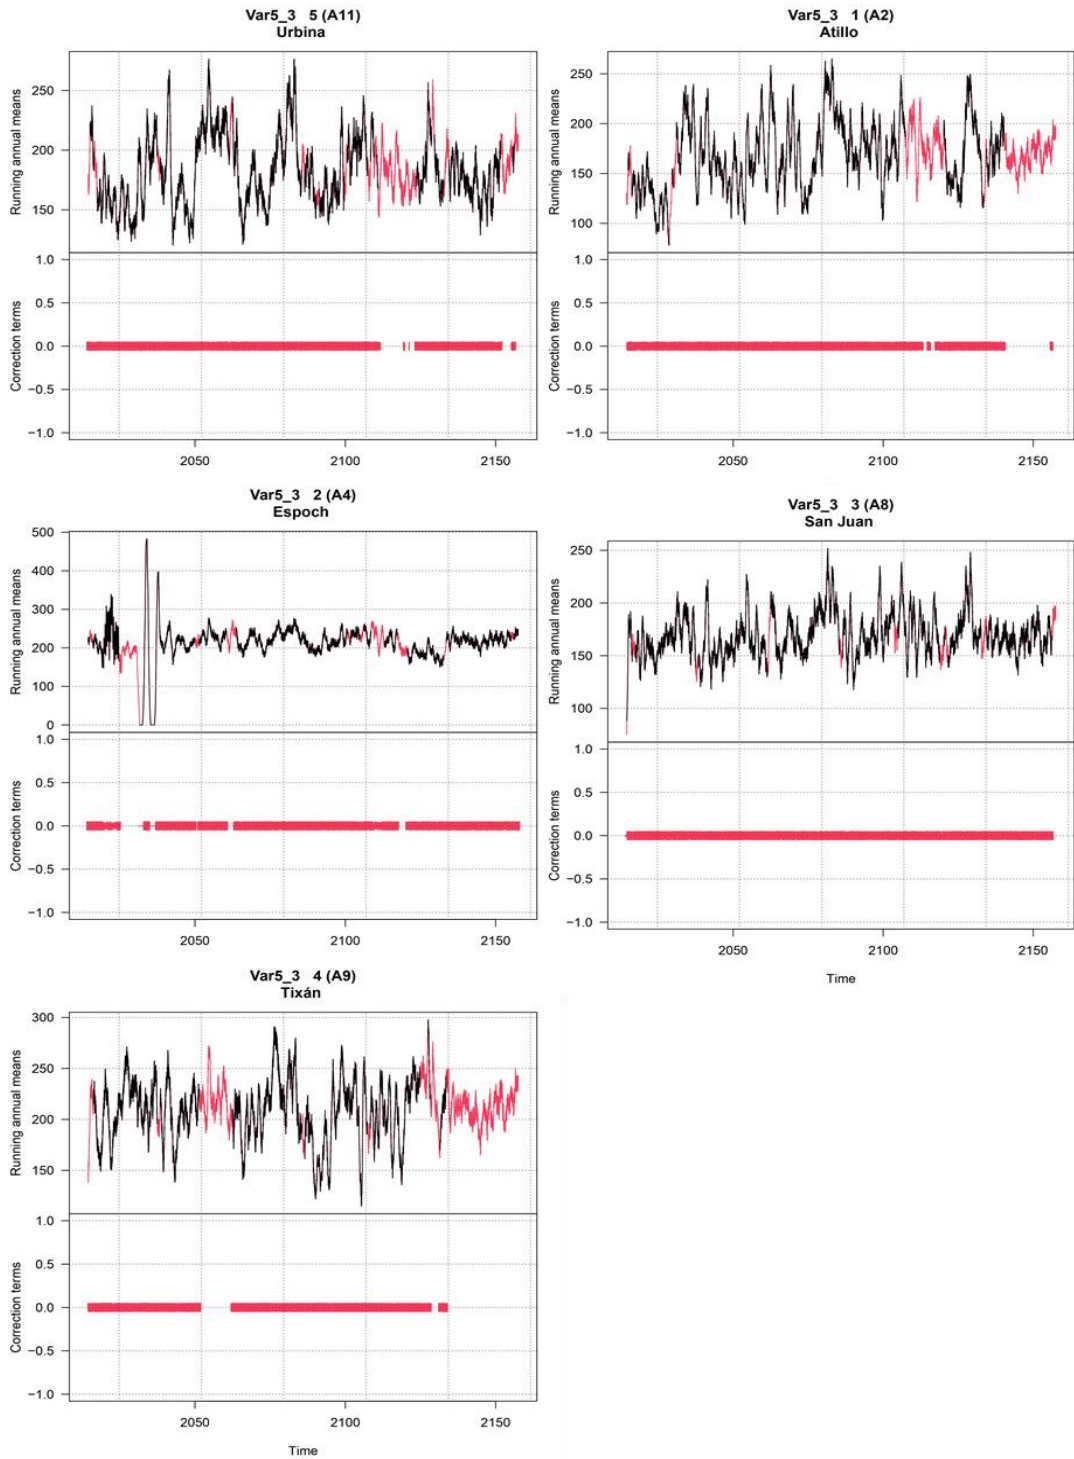 Var5_3 5 (A11)
Urbina
Running annual means
250
200
150
Correction terms
1.0
0.5
0.0
−0.5
−1.0
2050 2100 2150
Var5_3 1 (A2)
Atillo
Running annual means
250
200
150
100
Correction terms
1.0
0.5
0.0
−0.5
−1.0
2050 2100 2150
Var5_3 2 (A4)
Espoch
Running annual means
500
400
300
200
100
0
Correction terms
1.0
0.5
0.0
−0.5
−1.0
2050 2100 2150
Var5_3 3 (A8)
San Juan
Running annual means
250
200
150
100
Correction terms
1.0
0.5
0.0
−0.5
−1.0
2050 2100 2150
Time
Var5_3 4 (A9)
Tixán
Running annual means
300
250
200
150
Correction terms
1.0
0.5
0.0
−0.5
−1.0
2050 2100 2150
Time